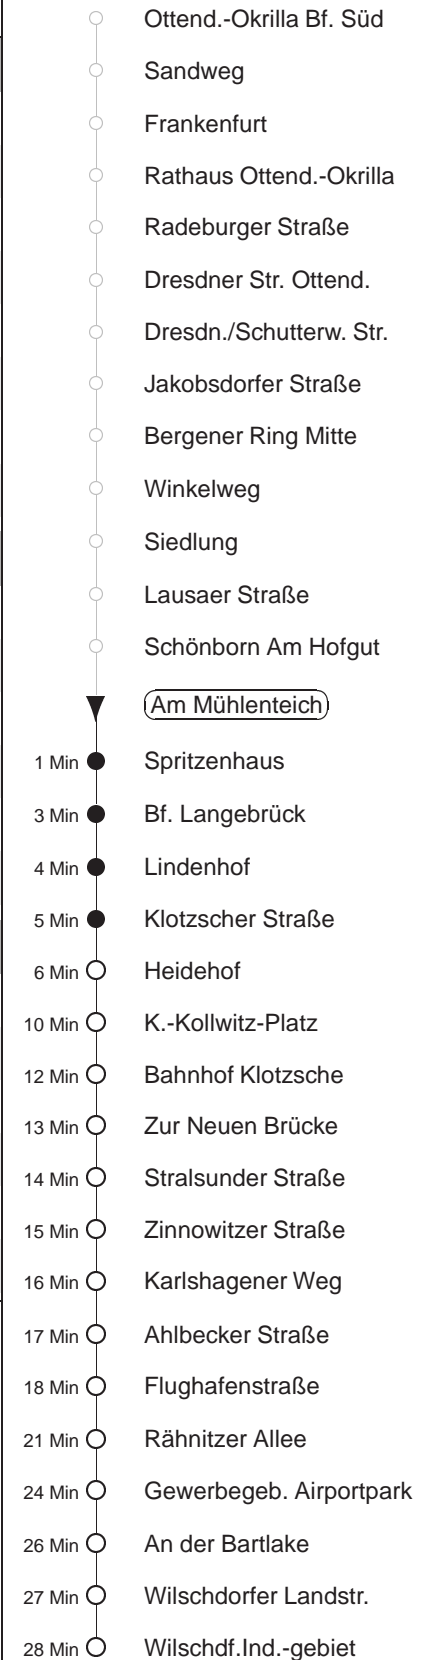 Ottend.-Okrilla Bf. Süd
Sandweg
Frankenfurt
Rathaus Ottend.-Okrilla
Radeburger Straße
Dresdner Str. Ottend.
Dresdn./Schutterw. Str.
Jakobsdorfer Straße
Bergener Ring Mitte
Winkelweg
Siedlung
Lausaer Straße
Schönborn Am Hofgut
Am Mühlenteich
1 Min Spritzenhaus
3 Min Bf. Langebrück
4 Min Lindenhof
5 Min Klotzscher Straße
6 Min Heidehof
10 Min K.-Kollwitz-Platz
12 Min Bahnhof Klotzsche
13 Min Zur Neuen Brücke
14 Min Stralsunder Straße
15 Min Zinnowitzer Straße
16 Min Karlshagener Weg
17 Min Ahlbecker Straße
18 Min Flughafenstraße
21 Min Rähnitzer Allee
24 Min Gewerbegeb. Airportpark
26 Min An der Bartlake
27 Min Wilschdorfer Landstr.
28 Min Wilschdf.Ind.-gebiet